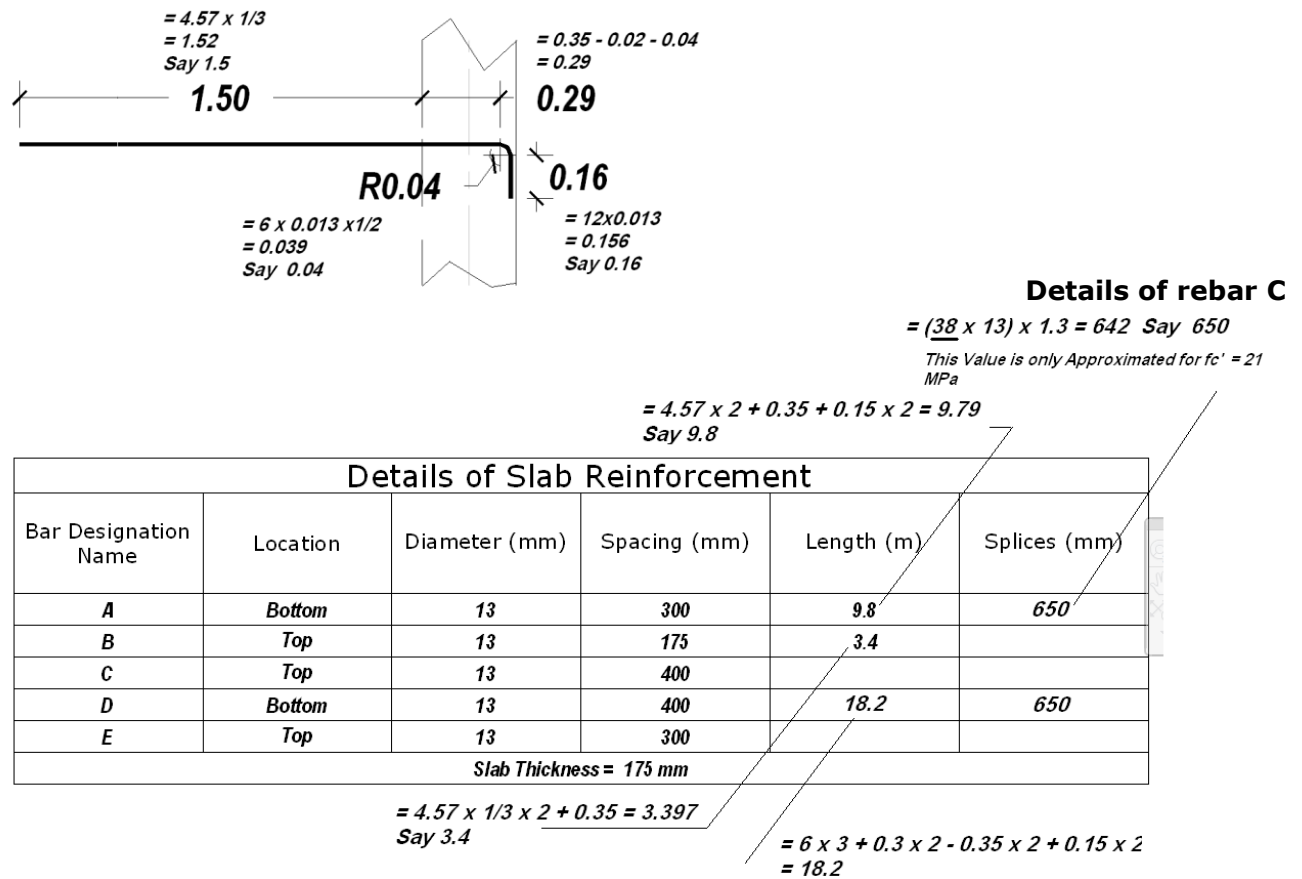 = 4.57 x 1/3
= 1.52
Say 1.5
= 0.35 - 0.02 - 0.04
= 0.29
1.50
0.29
R0.04
0.16
= 6 x 0.013 x1/2
= 0.039
Say 0.04
= 12x0.013
= 0.156
Say 0.16
Details of rebar C
= (38 x 13) x 1.3 = 642 Say 650
This Value is only Approximated for fc' = 21
MPa
= 4.57 x 2 + 0.35 + 0.15 x 2 = 9.79
Say 9.8
Details of Slab Reinforcement
Bar Designation Name Location Diameter (mm) Spacing (mm) Length (m) Splices (mm)
A Bottom 13 300 9.8 650
B Top 13 175 3.4
C Top 13 400
D Bottom 13 400 18.2 650
E Top 13 300
Slab Thickness = 175 mm
= 4.57 x 1/3 x 2 + 0.35 = 3.397
Say 3.4
= 6 x 3 + 0.3 x 2 - 0.35 x 2 + 0.15 x 2
= 18.2